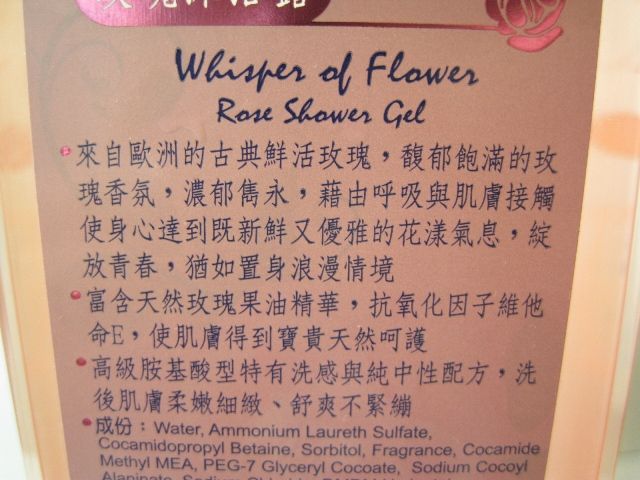 Whisper of Flower
Rose Shower Gel
來自歐洲的古典鮮活玫瑰，馥郁飽滿的玫
瑰香氛，濃郁雋永，藉由呼吸與肌膚接觸
使身心達到既新鮮又優雅的花漾氣息，綻
放青春，猶如置身浪漫情境
富含天然玫瑰果油精華，抗氧化因子維他
命E，使肌膚得到寶貴天然呵護
高級胺基酸型特有洗感與純中性配方，洗
後肌膚柔嫩細緻、舒爽不緊繃
成份：Water, Ammonium Laureth Sulfate,
Cocamidopropyl Betaine, Sorbitol, Fragrance, Cocamide
Methyl MEA, PEG-7 Glyceryl Cocoate, Sodium Cocoyl